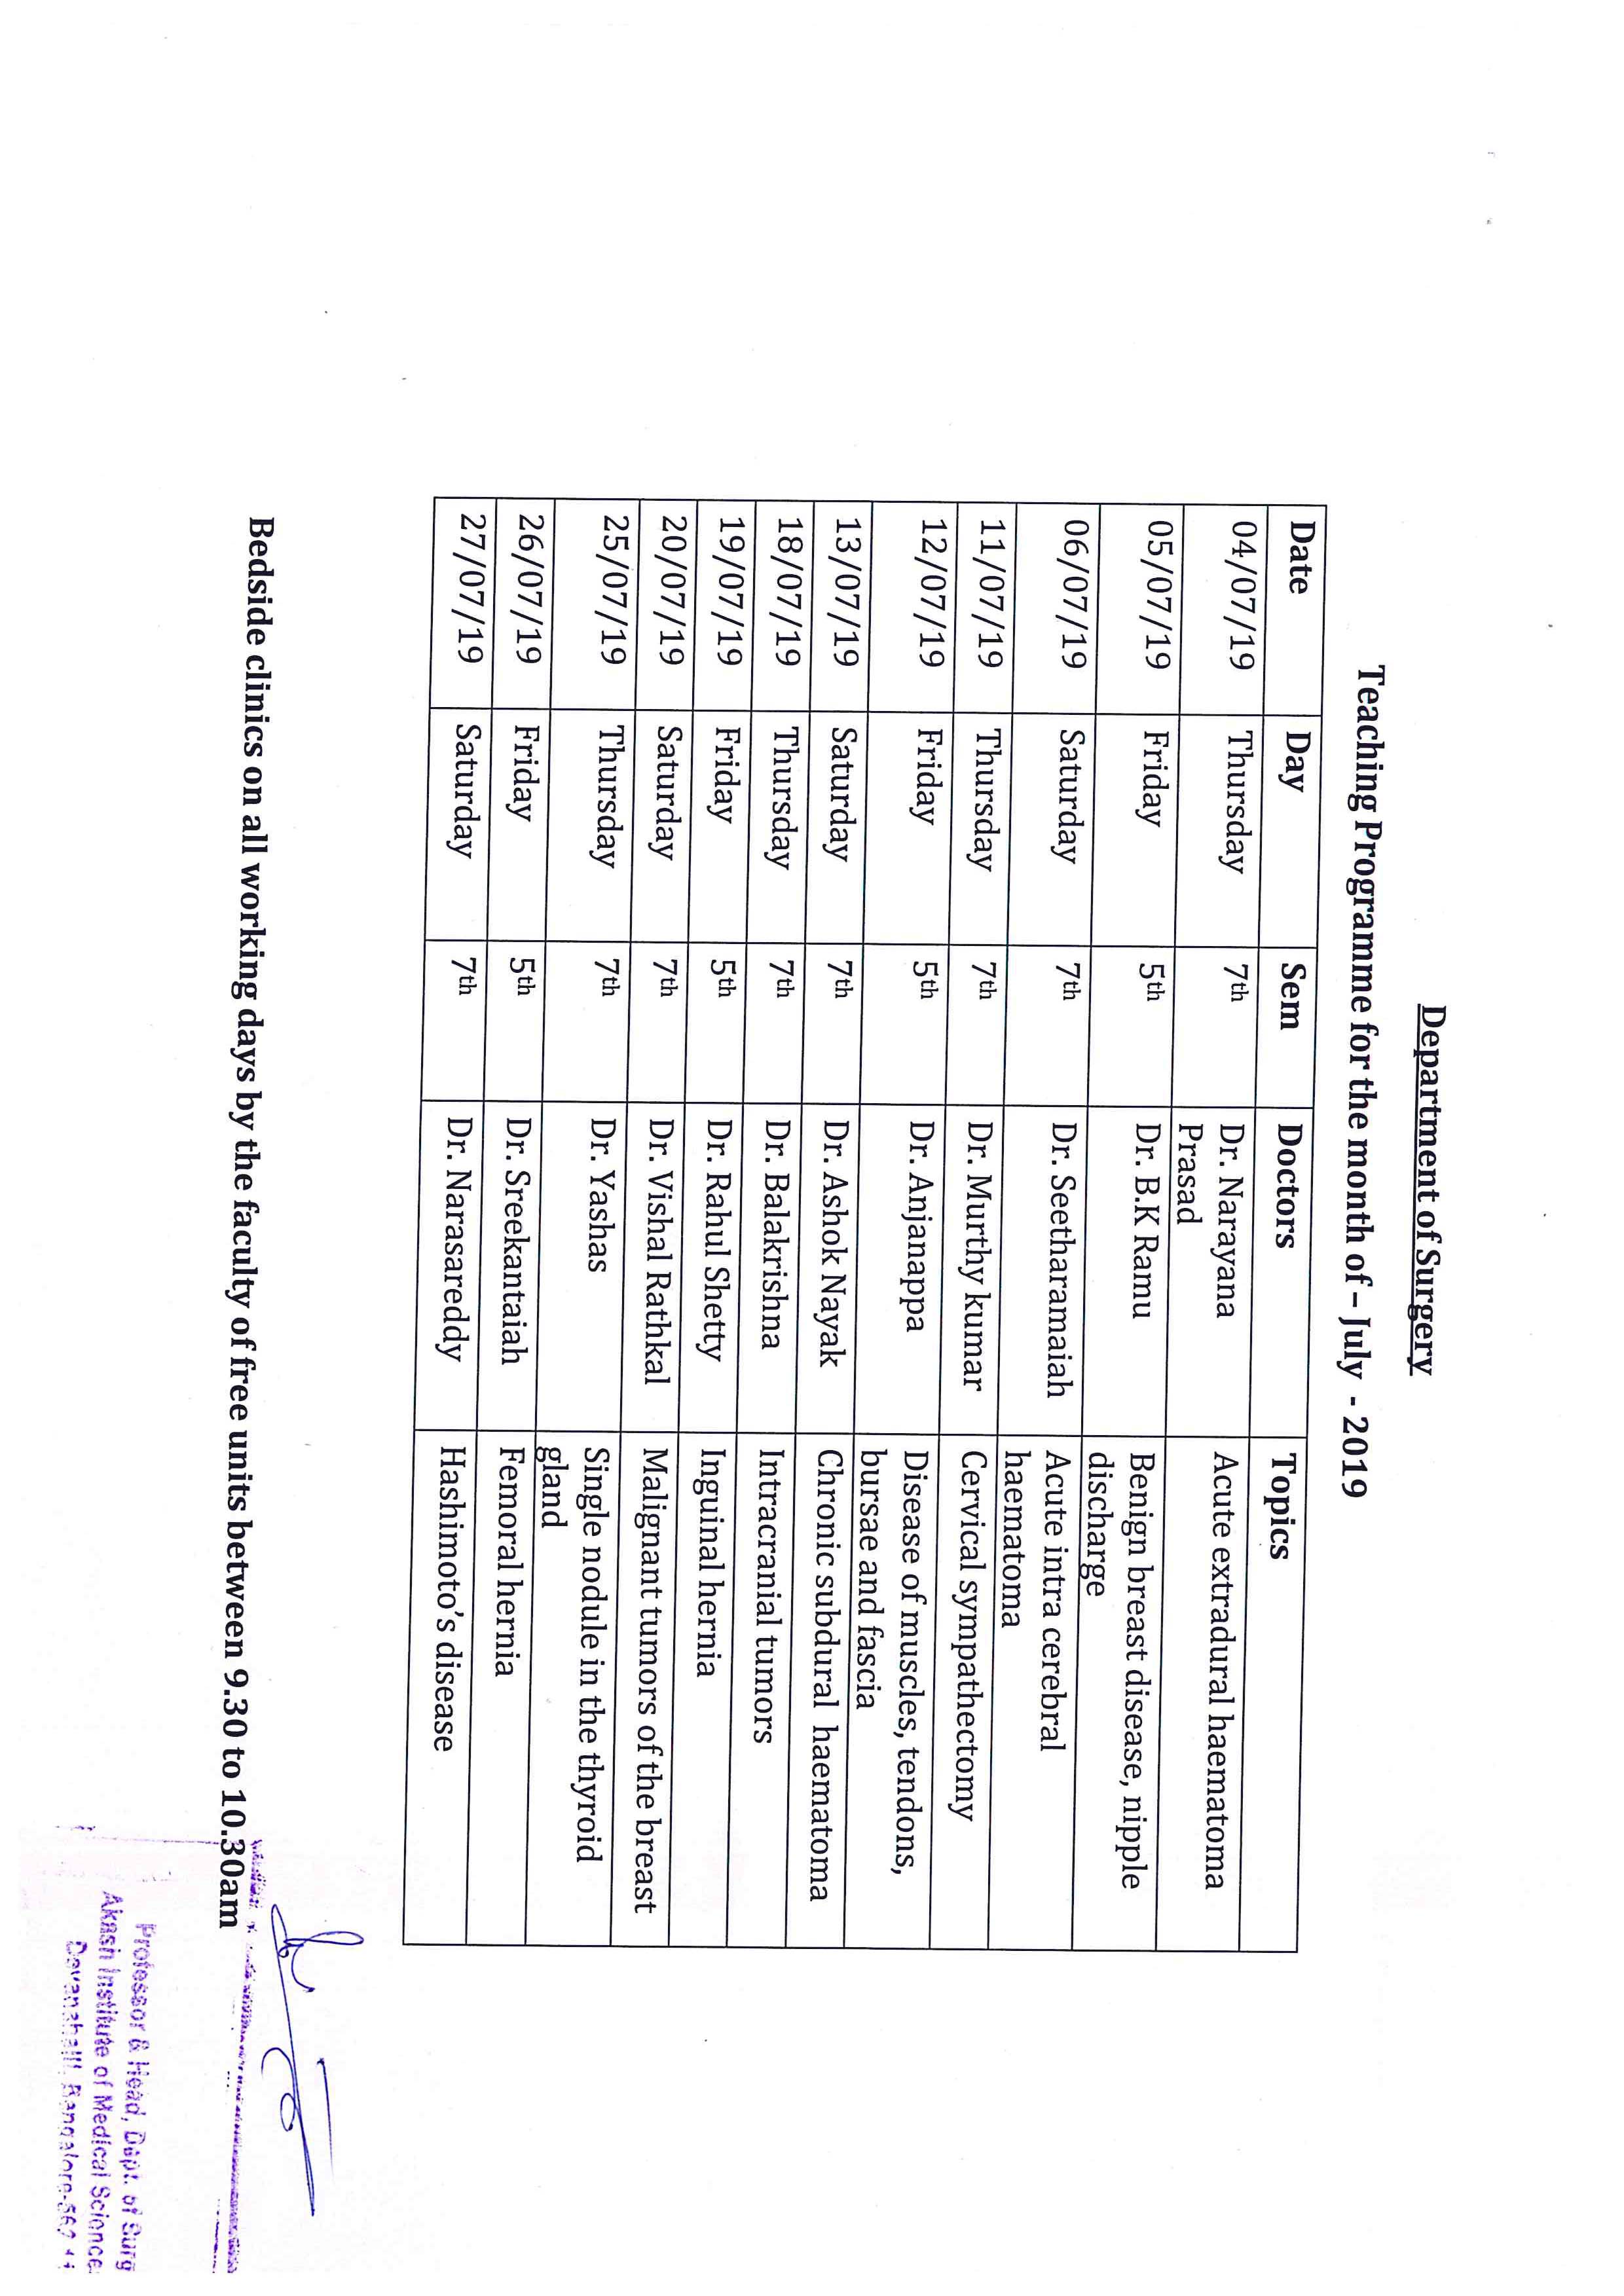 Department of Surgery
Teaching Programme for the month of – July - 2019
Date Day Sem Doctors Topics
04/07/19 Thursday 7th Dr. Narayana Prasad Acute extradural haematoma
05/07/19 Friday 5th Dr. B.K Ramu Benign breast disease, nipple discharge
06/07/19 Saturday 7th Dr. Seetharamaiah Acute intra cerebral haematoma
11/07/19 Thursday 7th Dr. Murthy kumar Cervical sympathectomy
12/07/19 Friday 5th Dr. Anjanappa Disease of muscles, tendons, bursae and fascia
13/07/19 Saturday 7th Dr. Ashok Nayak Chronic subdural haematoma
18/07/19 Thursday 7th Dr. Balakrishna Intracranial tumors
19/07/19 Friday 5th Dr. Rahul Shetty Inguinal hernia
20/07/19 Saturday 7th Dr. Vishal Rathkal Malignant tumors of the breast
25/07/19 Thursday 7th Dr. Yashas Single nodule in the thyroid gland
26/07/19 Friday 5th Dr. Sreekantaiah Femoral hernia
27/07/19 Saturday 7th Dr. Narasareddy Hashimoto's disease
Bedside clinics on all working days by the faculty of free units between 9.30 to 10.30am
Professor & Head, Dept. of Surg
Akash Institute of Medical Science
Devanahalli, Bangalore-562 11